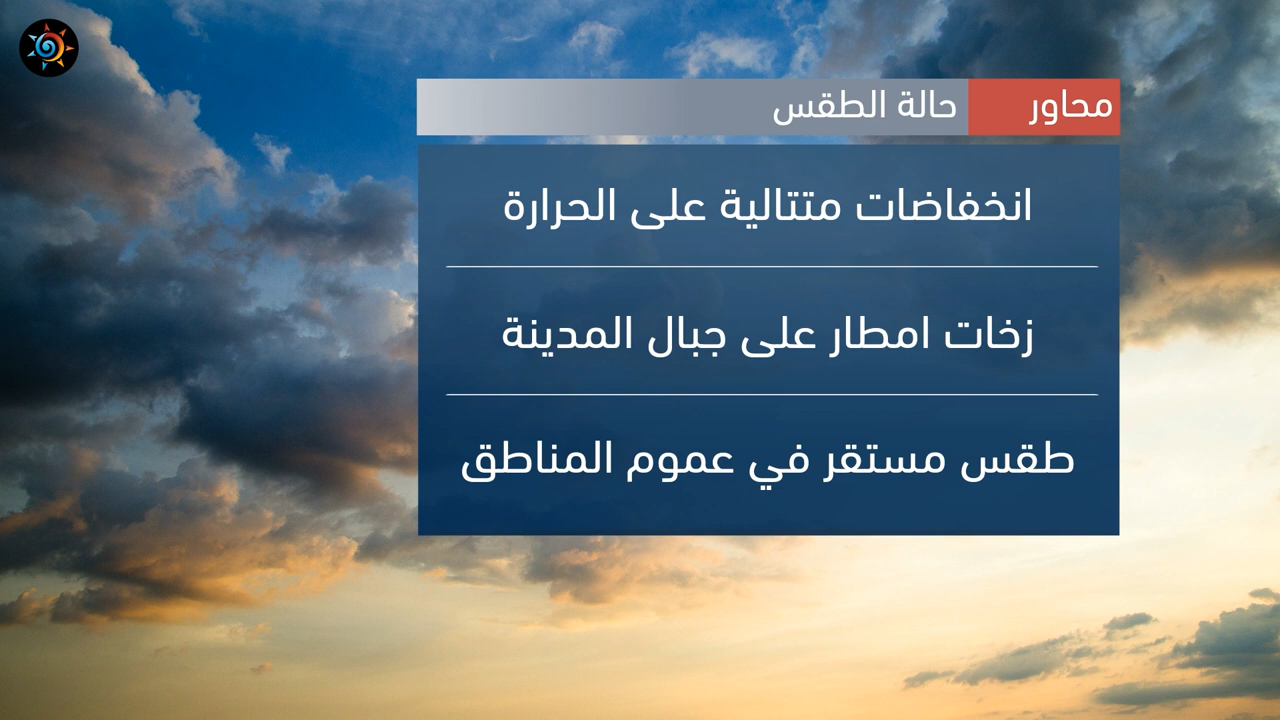 محاور
حالة الطقس
انخفاضات متتالية على الحرارة
زخات امطار على جبال المدينة
طقس مستقر في عموم المناطق